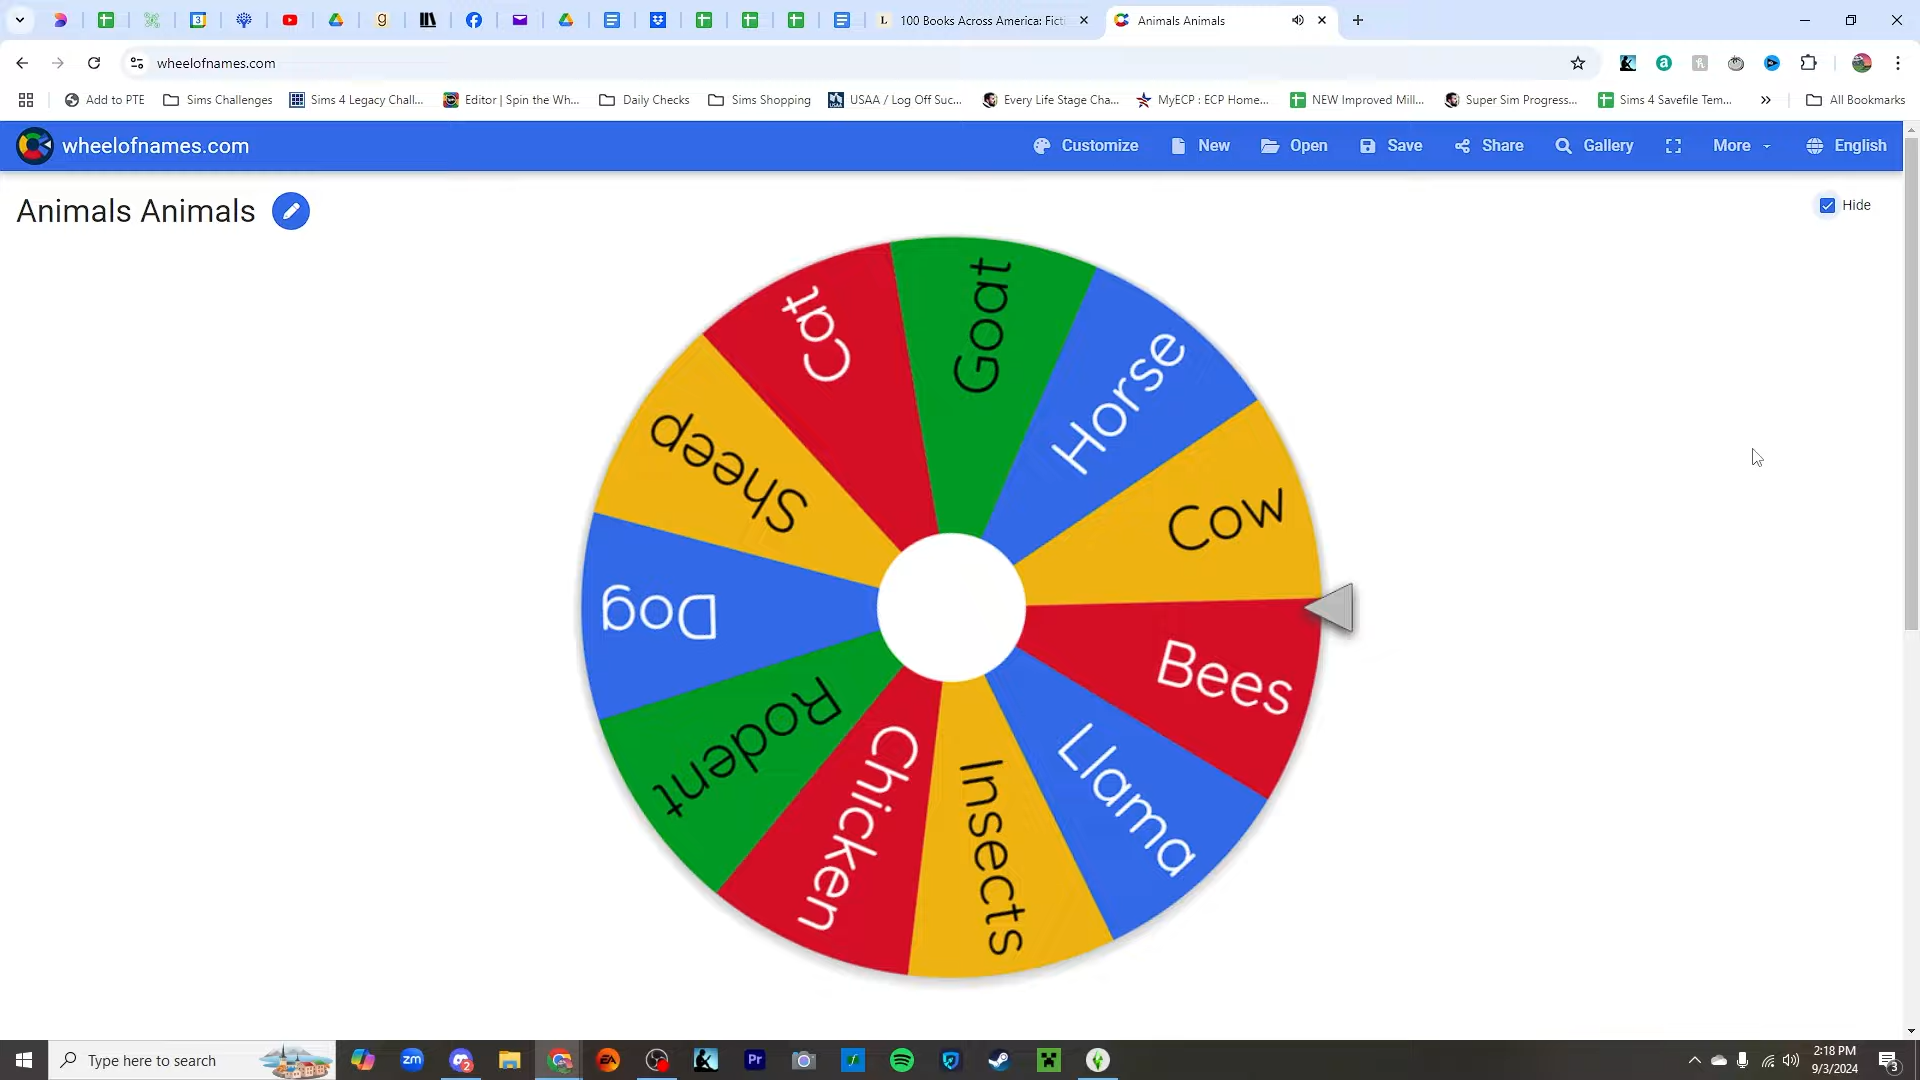 100 Books Across America: Ficti
Animals Animals
wheelofnames.com
Add to PTE
Sims Challenges
Sims 4 Legacy Chall...
Editor | Spin the Wh...
Daily Checks
Sims Shopping
USAA / Log Off Suc...
Every Life Stage Cha...
MyECP : ECP Home...
NEW Improved Mill...
Super Sim Progress...
Sims 4 Savefile Tem...
All Bookmarks
wheelofnames.com
Customize
New
Open
Save
Share
Gallery
More
English
Animals Animals
Hide
Goat
Horse
Cow
Bees
Llama
Insects
Chicken
Rodent
Dog
Sheep
Cat
Type here to search
2:18 PM
9/3/2024